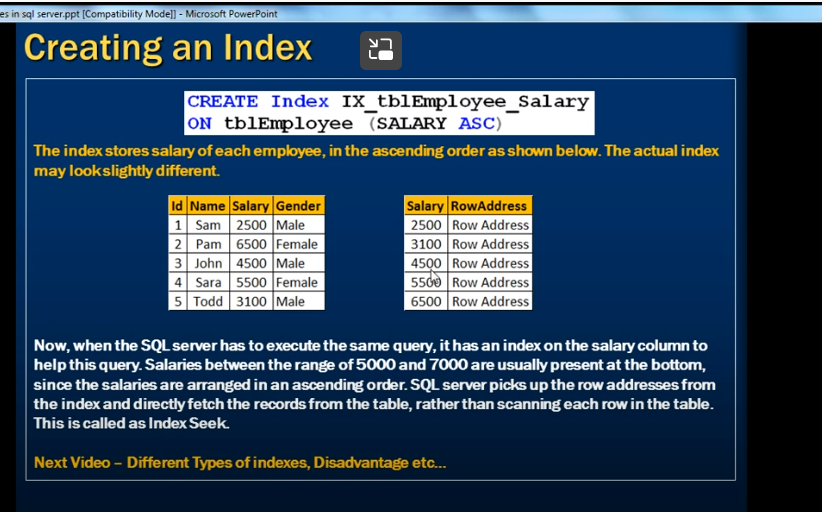 es in sql server.ppt [Compatibility Mode]] - Microsoft PowerPoint
Creating an Index
CREATE Index IX_tblEmployee_Salary
ON tblEmployee (SALARY ASC)
The index stores salary of each employee, in the ascending order as shown below. The actual index
may look slightly different.
Id Name Salary Gender
1 Sam 2500 Male
2 Pam 6500 Female
3 John 4500 Male
4 Sara 5500 Female
5 Todd 3100 Male
Salary RowAddress
2500 Row Address
3100 Row Address
4500 Row Address
5500 Row Address
6500 Row Address
Now, when the SQL server has to execute the same query, it has an index on the salary column to
help this query. Salaries between the range of 5000 and 7000 are usually present at the bottom,
since the salaries are arranged in an ascending order. SQL server picks up the row addresses from
the index and directly fetch the records from the table, rather than scanning each row in the table.
This is called as Index Seek.
Next Video – Different Types of indexes, Disadvantage etc...